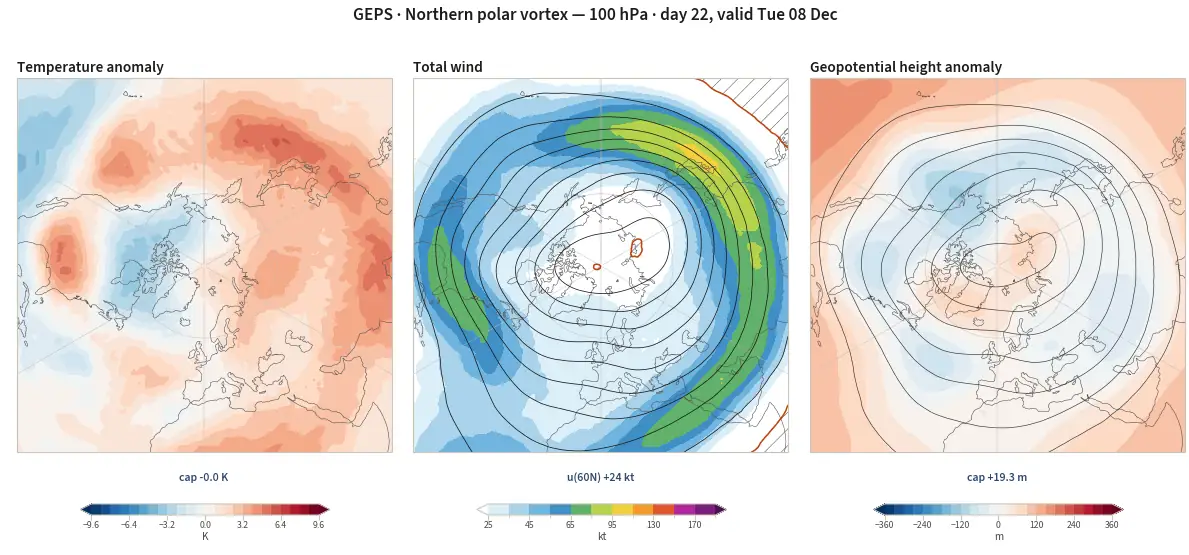 GEPS · Northern polar vortex — 100 hPa · day 22, valid Tue 08 Dec
Temperature anomaly
Total wind
Geopotential height anomaly
cap -0.0 K
u(60N) +24 kt
cap +19.3 m
−9.6 −6.4 −3.2 0.0 3.2 6.4 9.6
K
25 45 65 95 130 170
kt
−360 −240 −120 0 120 240 360
m